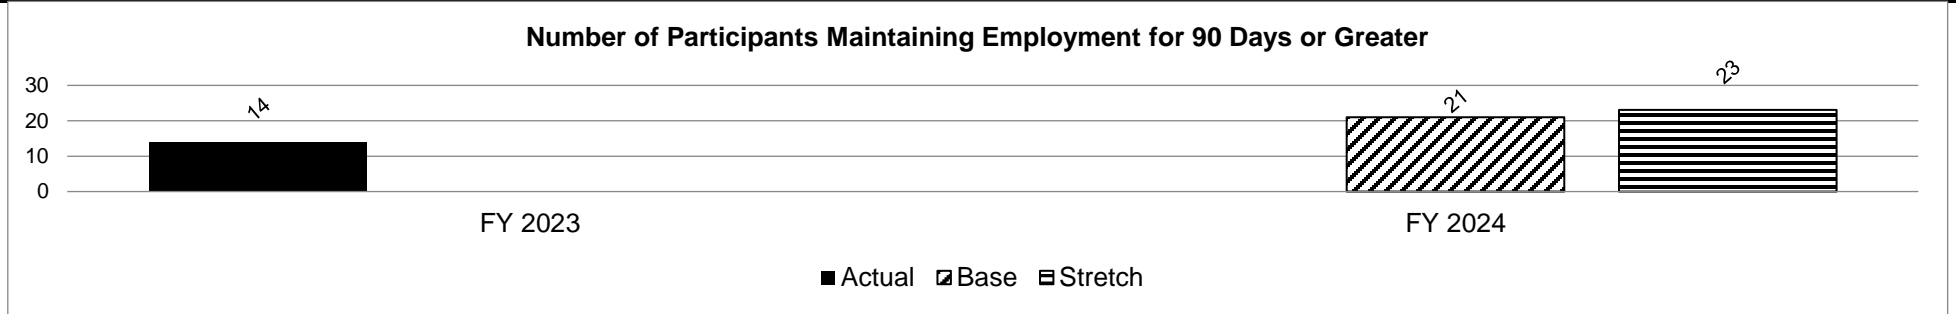 Number of Participants Maintaining Employment for 90 Days or Greater
30
20
10
0
14
21
23
FY 2023
FY 2024
Actual Base Stretch